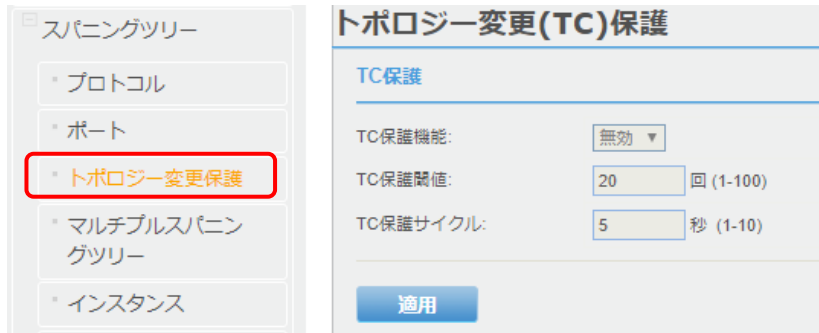 スパニングツリー
プロトコル
ポート
トポロジー変更保護
マルチプルスパニン
グツリー
インスタンス
トポロジー変更(TC)保護
TC保護
TC保護機能: 無効
TC保護閾値: 20 回 (1-100)
TC保護サイクル: 5 秒 (1-10)
適用